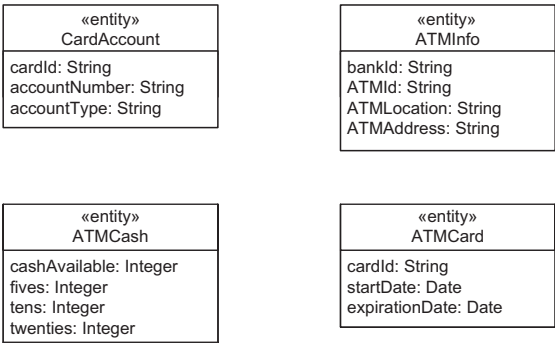 «entity»
CardAccount
cardId: String
accountNumber: String
accountType: String
«entity»
ATMInfo
bankId: String
ATMId: String
ATMLocation: String
ATMAddress: String
«entity»
ATMCash
cashAvailable: Integer
fives: Integer
tens: Integer
twenties: Integer
«entity»
ATMCard
cardId: String
startDate: Date
expirationDate: Date